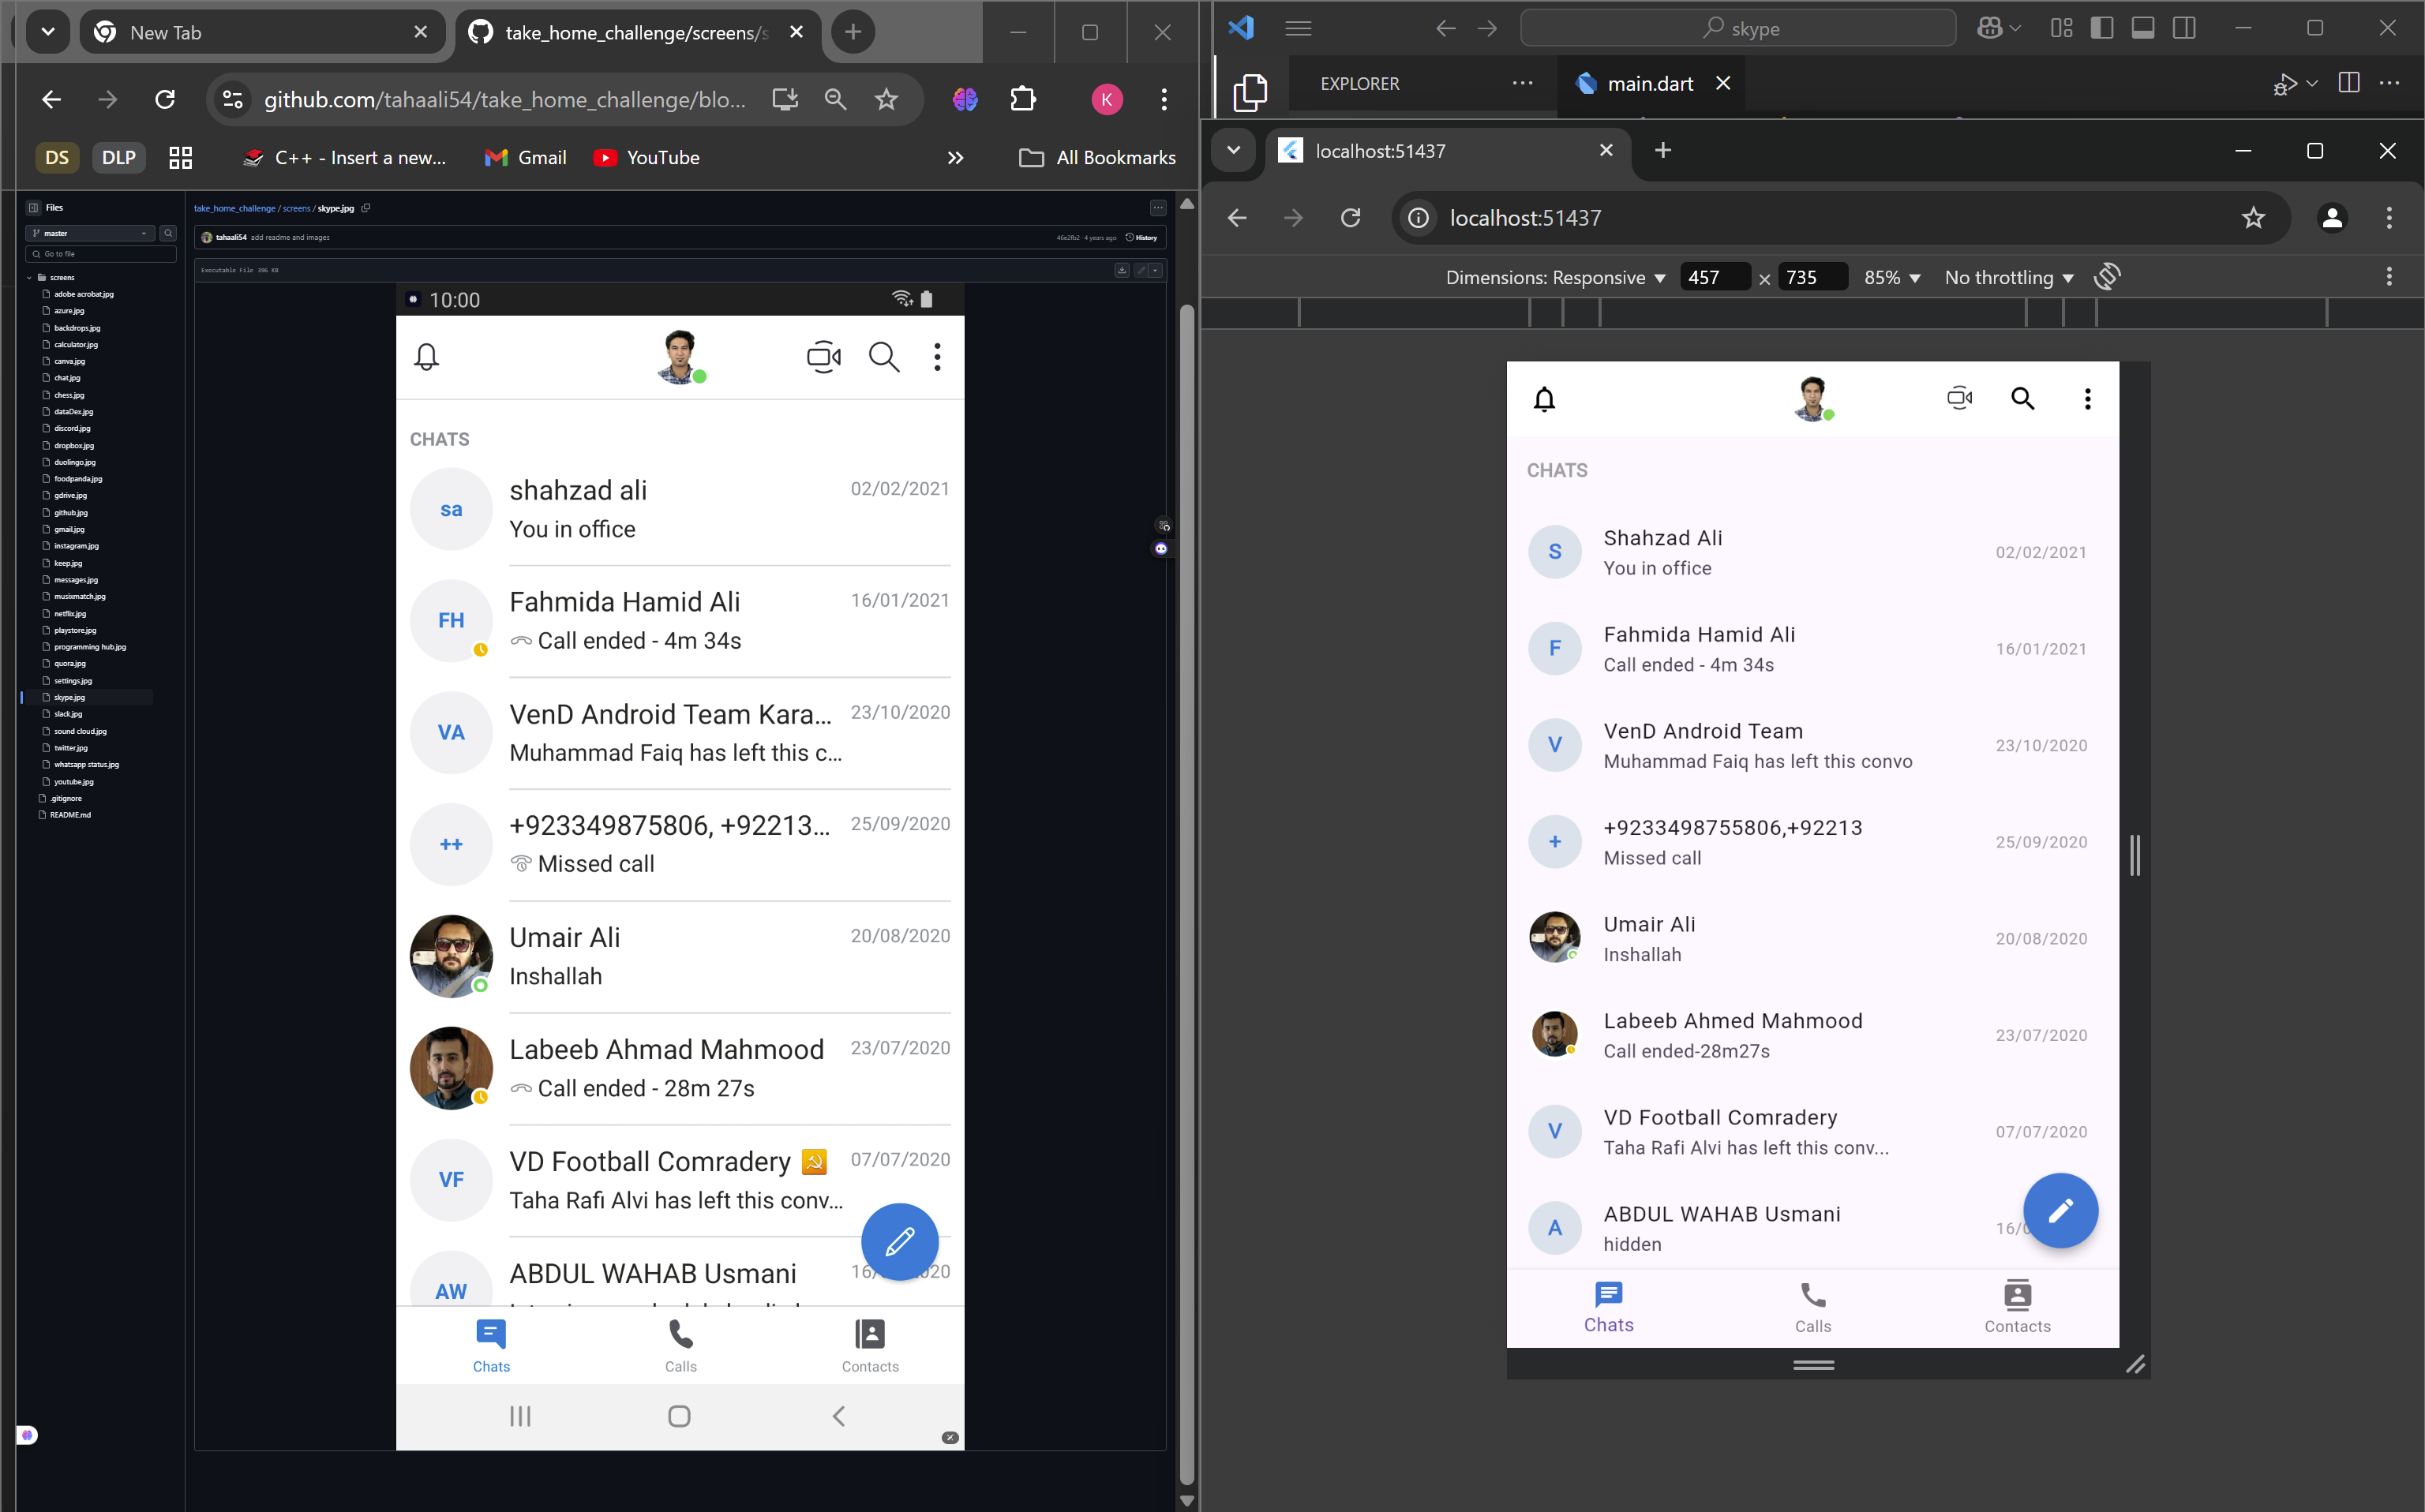 New Tab
take_home_challenge/screens/s
github.com/tahaali54/take_home_challenge/blo...
K
DS
DLP
C++ - Insert a new...
Gmail
YouTube
»
All Bookmarks
Files
master
Go to file
screens
adobe acrobat.jpg
azure.jpg
backdrops.jpg
calculator.jpg
canva.jpg
chat.jpg
chess.jpg
dataDex.jpg
discord.jpg
dropbox.jpg
duolingo.jpg
foodpanda.jpg
gdrive.jpg
github.jpg
gmail.jpg
instagram.jpg
keep.jpg
messages.jpg
musixmatch.jpg
netflix.jpg
playstore.jpg
programming hub.jpg
quora.jpg
settings.jpg
skype.jpg
slack.jpg
sound cloud.jpg
twitter.jpg
whatsapp status.jpg
youtube.jpg
.gitignore
README.md
take_home_challenge / screens / skype.jpg
tahaali54 add readme and images
46e2fb2 · 4 years ago History
Executable File 396 KB
10:00
CHATS
sa
shahzad ali 02/02/2021
You in office
FH
Fahmida Hamid Ali 16/01/2021
Call ended - 4m 34s
VA
VenD Android Team Kara... 23/10/2020
Muhammad Faiq has left this c...
++
+923349875806, +92213... 25/09/2020
Missed call
Umair Ali 20/08/2020
Inshallah
Labeeb Ahmad Mahmood 23/07/2020
Call ended - 28m 27s
VF
VD Football Comradery 07/07/2020
Taha Rafi Alvi has left this conv...
AW
ABDUL WAHAB Usmani 16/ 20
Chats
Calls
Contacts
skype
EXPLORER
main.dart
localhost:51437
localhost:51437
Dimensions: Responsive 457 x 735 85% No throttling
CHATS
S
Shahzad Ali 02/02/2021
You in office
F
Fahmida Hamid Ali 16/01/2021
Call ended - 4m 34s
V
VenD Android Team 23/10/2020
Muhammad Faiq has left this convo
+
+9233498755806,+92213 25/09/2020
Missed call
Umair Ali 20/08/2020
Inshallah
Labeeb Ahmed Mahmood 23/07/2020
Call ended-28m27s
V
VD Football Comradery 07/07/2020
Taha Rafi Alvi has left this conv...
A
ABDUL WAHAB Usmani 16/0
hidden
Chats
Calls
Contacts